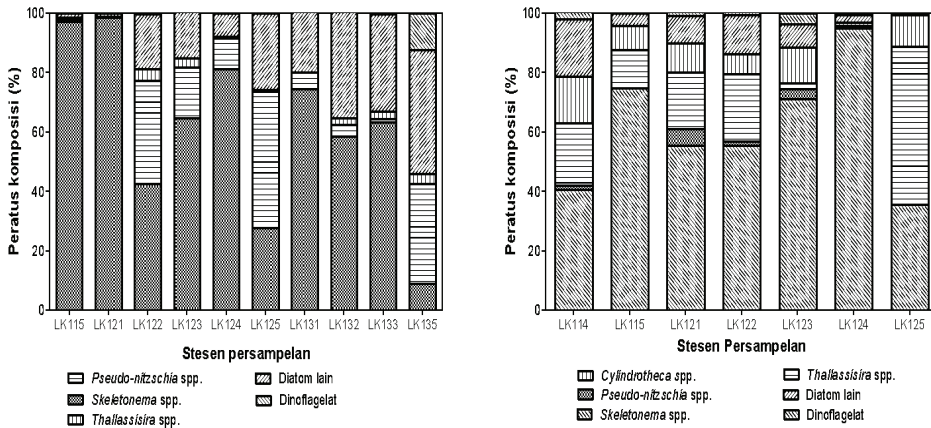 Peratus komposisi (%)
100
80
60
40
20
0
LK115 LK121 LK122 LK123 LK124 LK125 LK131 LK132 LK133 LK135
Stesen persampelan
Pseudo-nitzschia spp.
Diatom lain
Skeletonema spp.
Dinoflagelat
Thallassisira spp.
Peratus komposisi (%)
100
80
60
40
20
0
LK114 LK115 LK121 LK122 LK123 LK124 LK125
Stesen Persampelan
Cylindrotheca spp.
Thallassisira spp.
Pseudo-nitzschia spp.
Diatom lain
Skeletonema spp.
Dinoflagelat